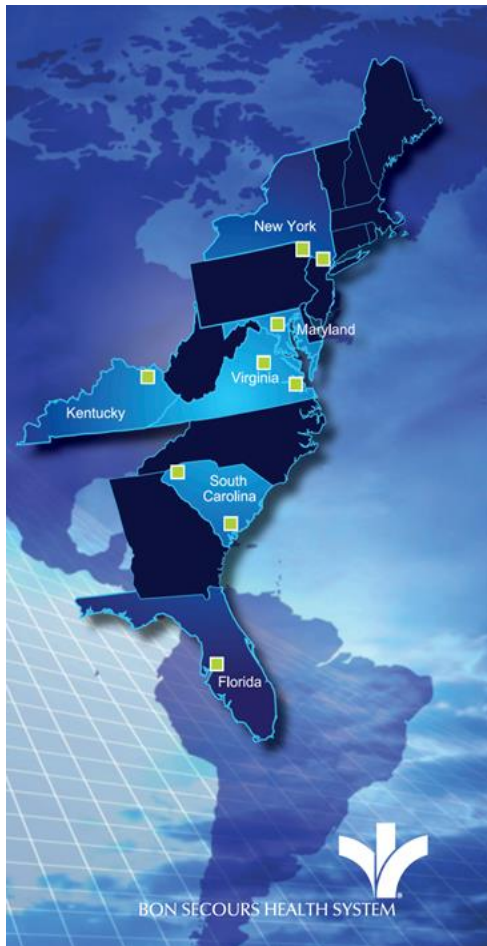 New York
Maryland
Virginia
Kentucky
South
Carolina
Florida
BON SECOURS HEALTH SYSTEM